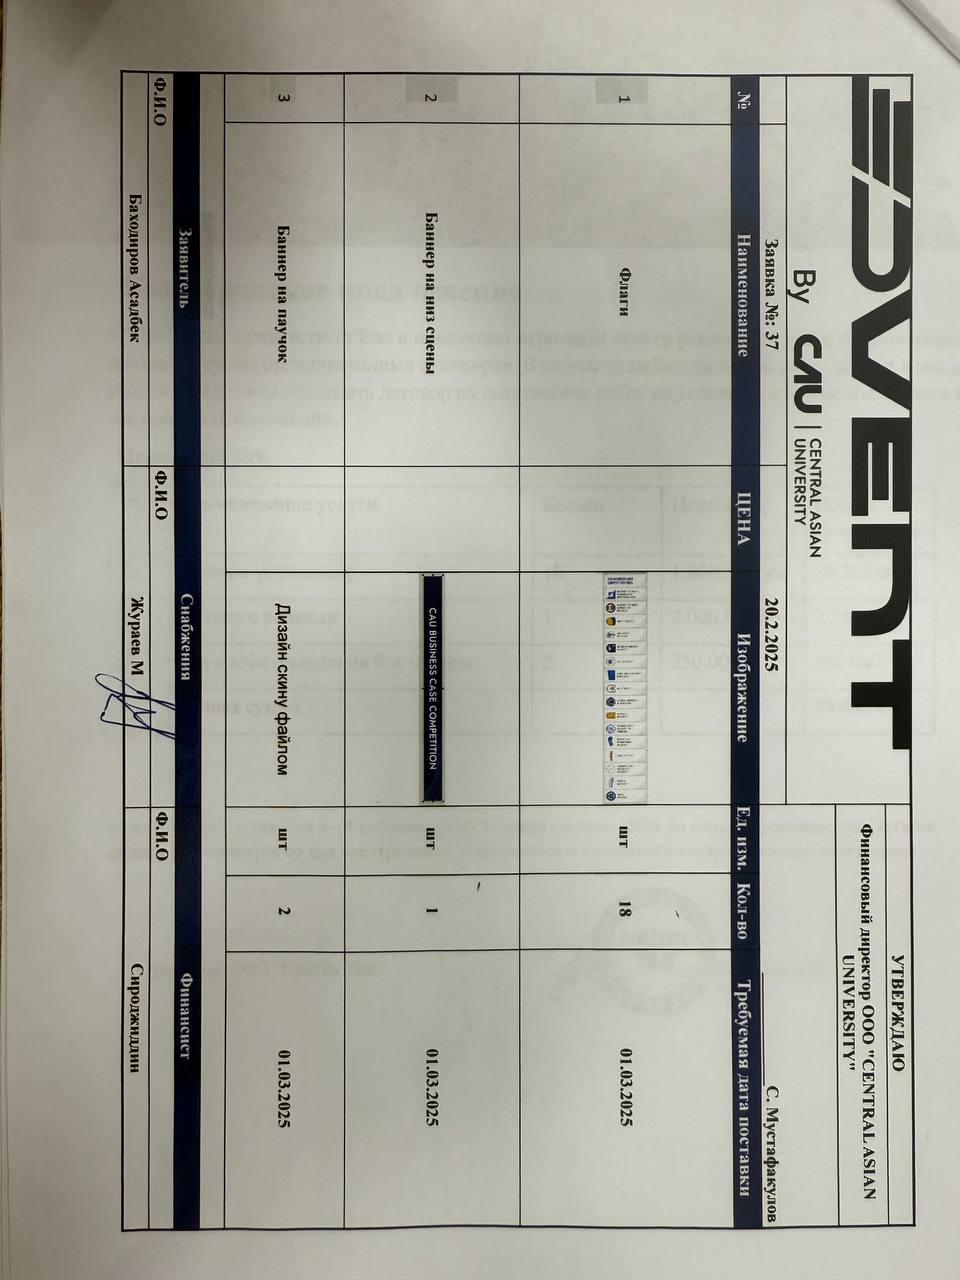 EDVENT
By CAU | CENTRAL ASIAN UNIVERSITY
УТВЕРЖДАЮ
Финансовый директор ООО "CENTRAL ASIAN UNIVERSITY"
Заявка №: 37
20.2.2025
С. Мустафакулов
№ Наименование ЦЕНА Изображение Ед. изм. Кол-во Требуемая дата поставки
1 Флаги шт 18 01.03.2025
2 Баннер на низ сцены CAU BUSINESS CASE COMPETITION шт 1 01.03.2025
3 Баннер на паучок Дизайн скину файлом шт 2 01.03.2025
Заявитель Снабжения Финансист
Ф.И.О Ф.И.О Ф.И.О
Баходиров Асадбек Жураев М Сироджиддин